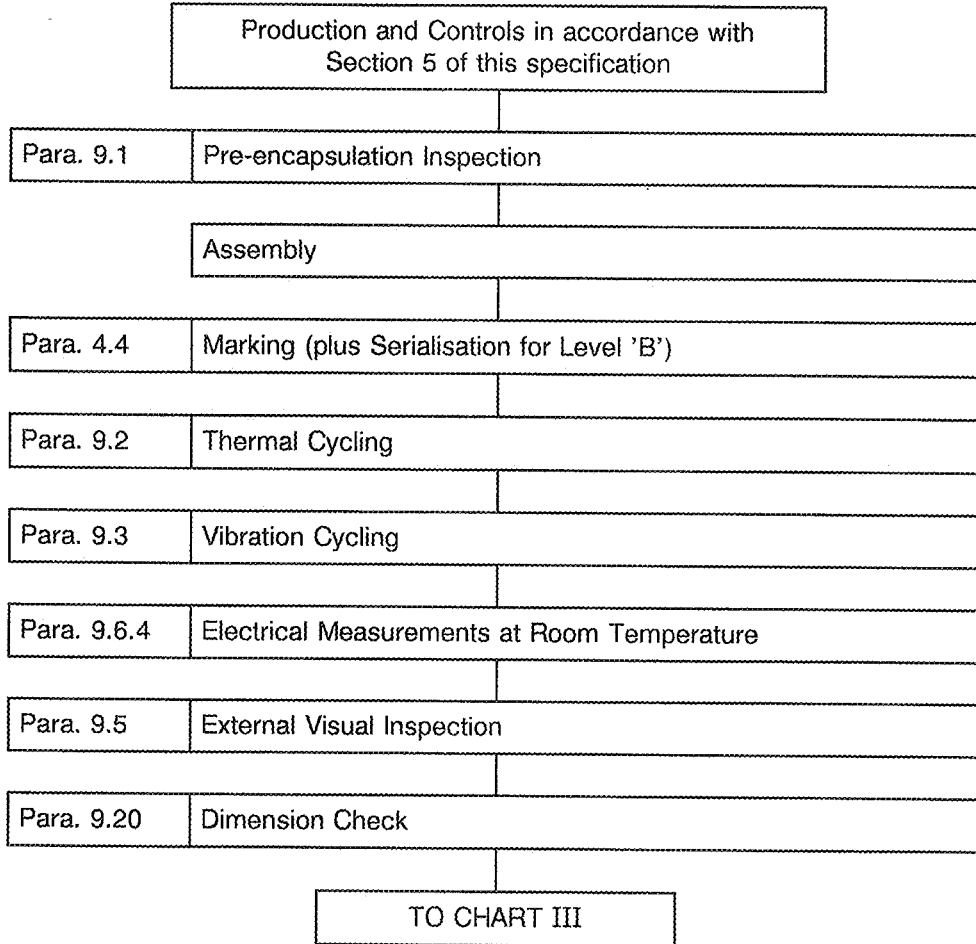 Production and Controls in accordance with
Section 5 of this specification
Para. 9.1 Pre-encapsulation Inspection
Assembly
Para. 4.4 Marking (plus Serialisation for Level 'B')
Para. 9.2 Thermal Cycling
Para. 9.3 Vibration Cycling
Para. 9.6.4 Electrical Measurements at Room Temperature
Para. 9.5 External Visual Inspection
Para. 9.20 Dimension Check
TO CHART III